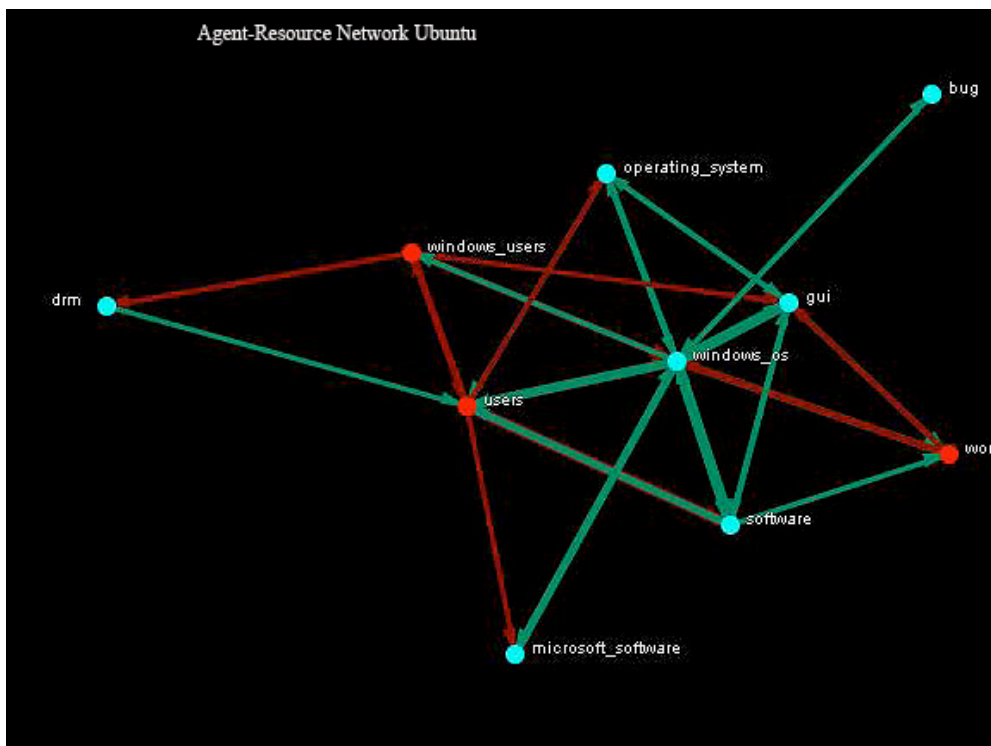 Agent-Resource Network Ubuntu
bug
operating_system
windows_users
drm
gui
windows_os
users
software
microsoft_software